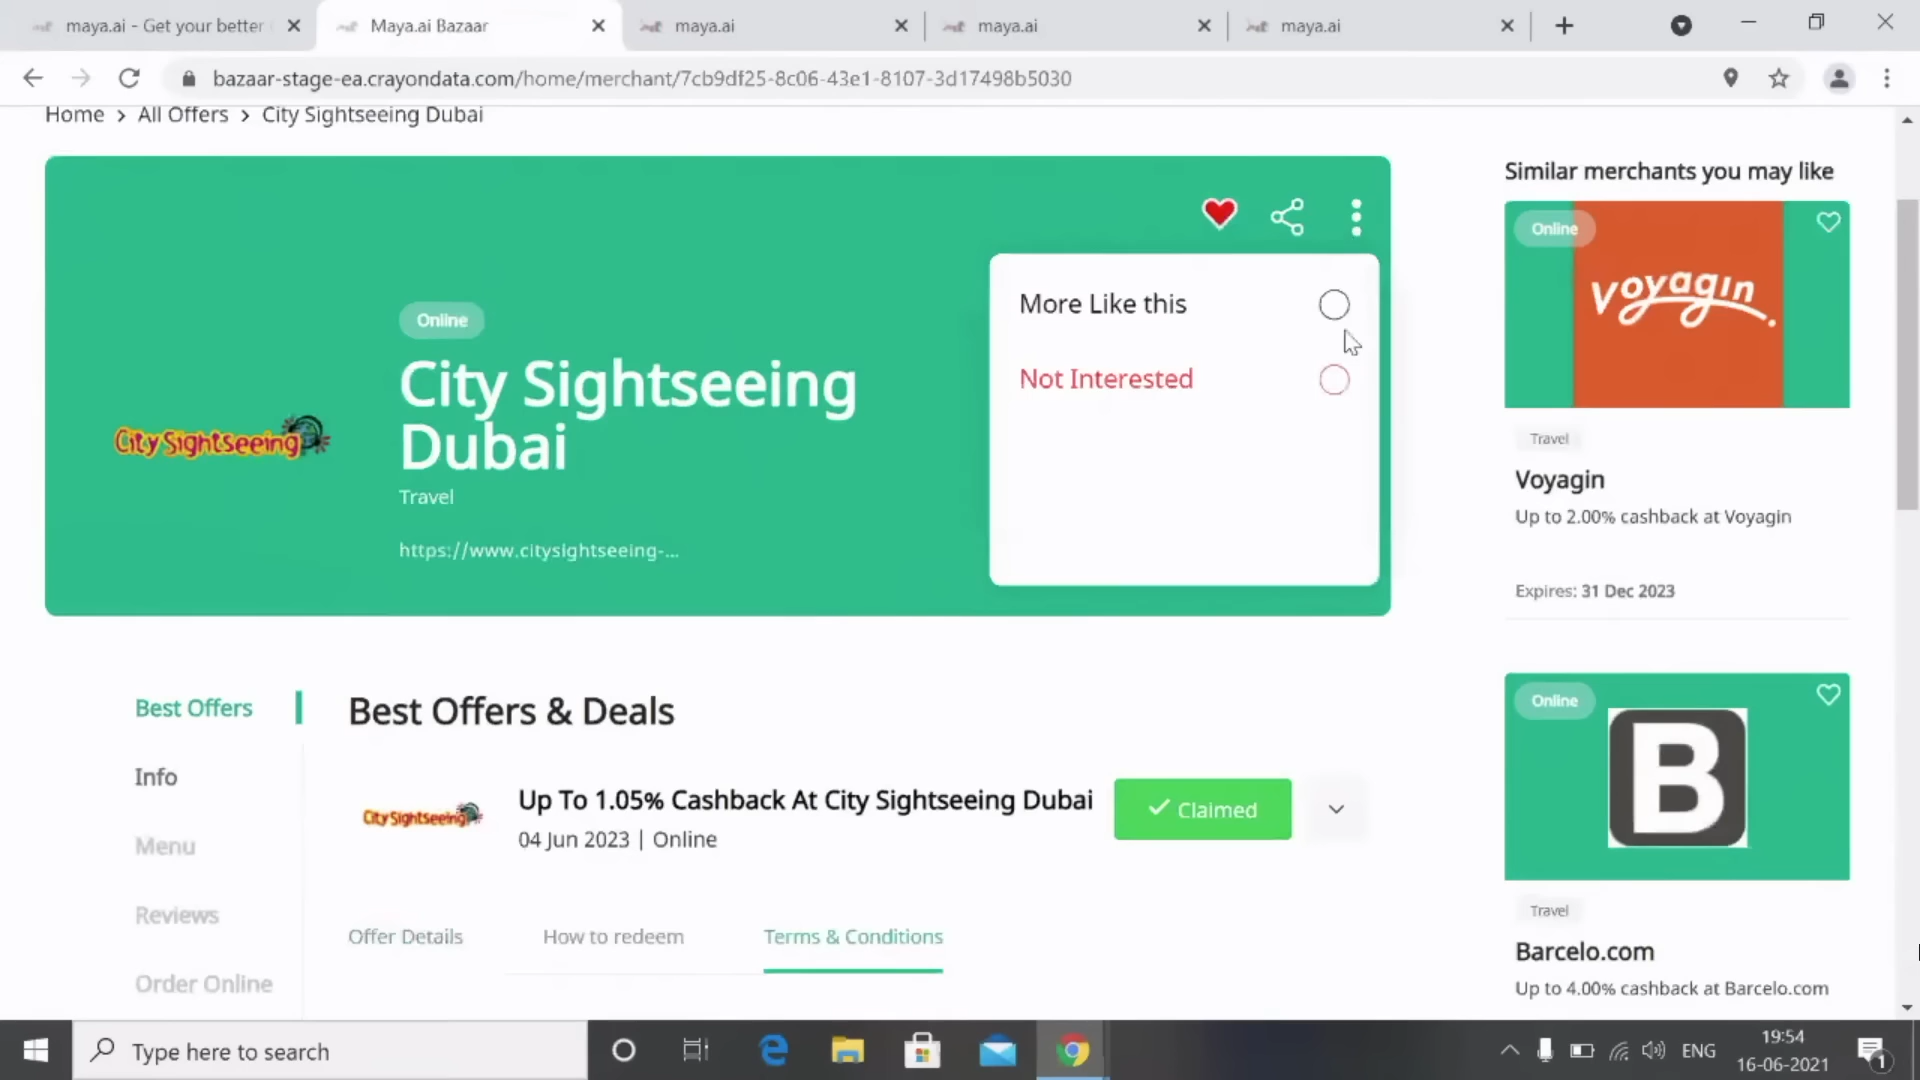 maya.ai - Get your better
Maya.ai Bazaar
maya.ai
maya.ai
maya.ai
bazaar-stage-ea.crayondata.com/home/merchant/7cb9df25-8c06-43e1-8107-3d17498b5030
Home > All Offers > City Sightseeing Dubai
Online
City Sightseeing
Dubai
Travel
https://www.citysightseeing-...
City Sightseeing
More Like this
Not Interested
Similar merchants you may like
Online
voyagin.
Travel
Voyagin
Up to 2.00% cashback at Voyagin
Expires: 31 Dec 2023
Online
B
Travel
Barcelo.com
Up to 4.00% cashback at Barcelo.com
Best Offers
Info
Menu
Reviews
Order Online
Best Offers & Deals
City Sightseeing
Up To 1.05% Cashback At City Sightseeing Dubai
04 Jun 2023 | Online
Claimed
Offer Details
How to redeem
Terms & Conditions
Type here to search
ENG
19:54
16-06-2021
1